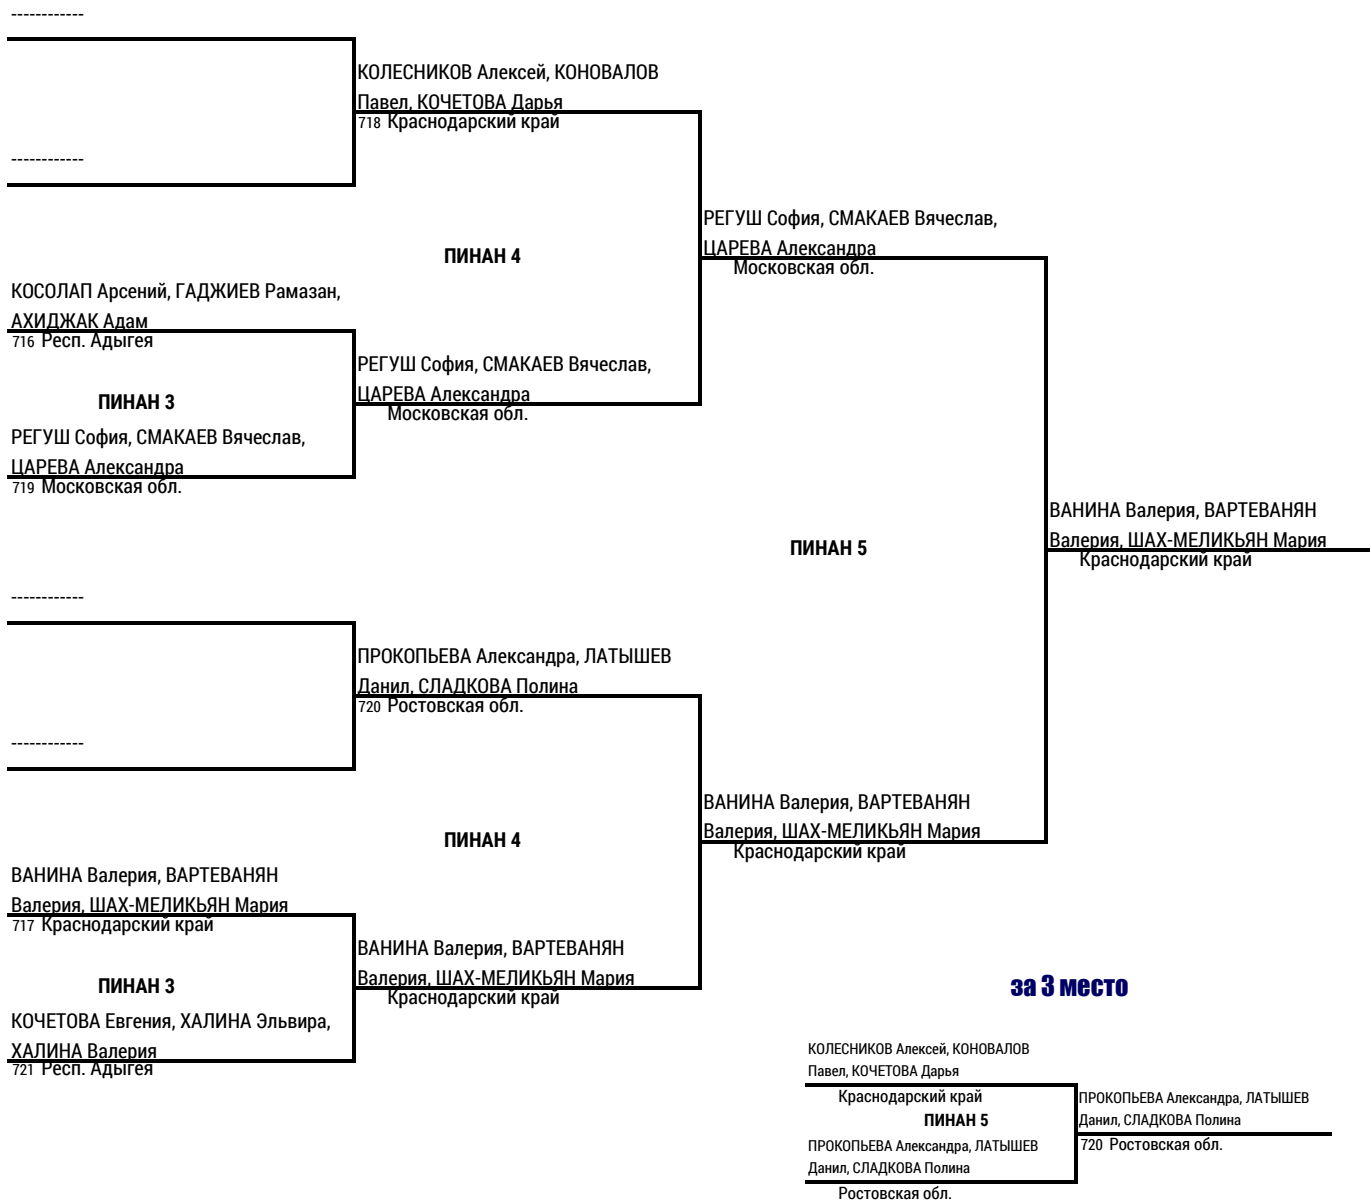 ------------
КОЛЕСНИКОВ Алексей, КОНОВАЛОВ
Павел, КОЧЕТОВА Дарья
718 Краснодарский край
------------
РЕГУШ София, СМАКАЕВ Вячеслав,
ЦАРЕВА Александра
Московская обл.
ПИНАН 4
КОСОЛАП Арсений, ГАДЖИЕВ Рамазан,
АХИДЖАК Адам
716 Респ. Адыгея
РЕГУШ София, СМАКАЕВ Вячеслав,
ЦАРЕВА Александра
Московская обл.
ПИНАН 3
РЕГУШ София, СМАКАЕВ Вячеслав,
ЦАРЕВА Александра
719 Московская обл.
ВАНИНА Валерия, ВАРТЕВАНЯН
Валерия, ШАХ-МЕЛИКЬЯН Мария
Краснодарский край
ПИНАН 5
------------
ПРОКОПЬЕВА Александра, ЛАТЫШЕВ
Данил, СЛАДКОВА Полина
720 Ростовская обл.
------------
ВАНИНА Валерия, ВАРТЕВАНЯН
Валерия, ШАХ-МЕЛИКЬЯН Мария
Краснодарский край
ПИНАН 4
ВАНИНА Валерия, ВАРТЕВАНЯН
Валерия, ШАХ-МЕЛИКЬЯН Мария
717 Краснодарский край
ВАНИНА Валерия, ВАРТЕВАНЯН
Валерия, ШАХ-МЕЛИКЬЯН Мария
Краснодарский край
ПИНАН 3
КОЧЕТОВА Евгения, ХАЛИНА Эльвира,
ХАЛИНА Валерия
721 Респ. Адыгея
за 3 место
КОЛЕСНИКОВ Алексей, КОНОВАЛОВ
Павел, КОЧЕТОВА Дарья
Краснодарский край
ПИНАН 5
ПРОКОПЬЕВА Александра, ЛАТЫШЕВ
Данил, СЛАДКОВА Полина
Ростовская обл.
ПРОКОПЬЕВА Александра, ЛАТЫШЕВ
Данил, СЛАДКОВА Полина
720 Ростовская обл.